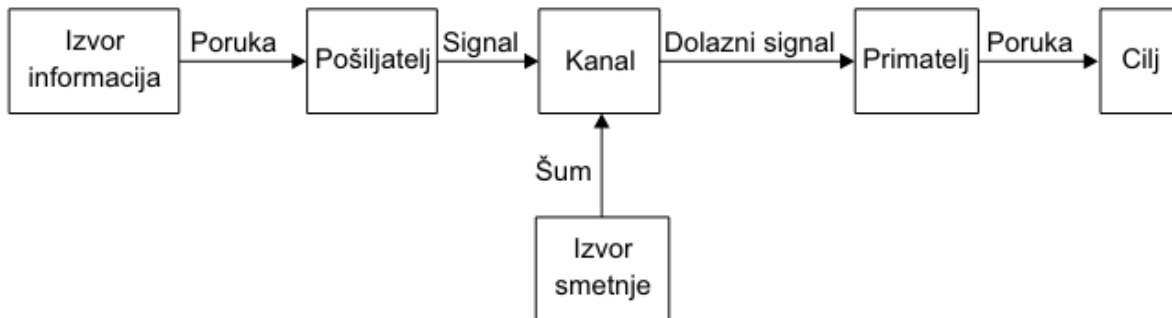 Izvor
informacija
Poruka
Pošiljatelj
Signal
Kanal
Dolazni signal
Primatelj
Poruka
Cilj
Šum
Izvor
smetnje